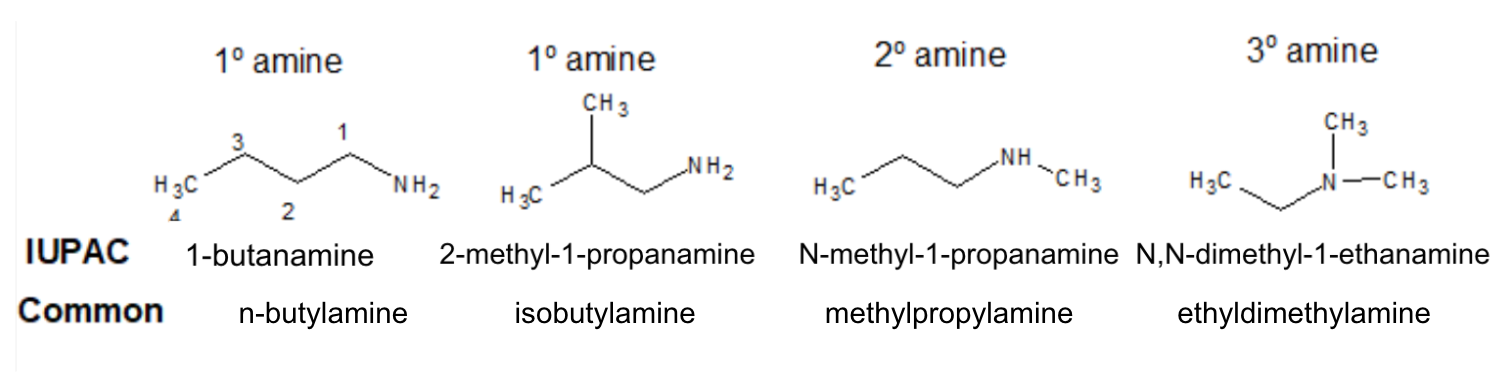 1º amine 1º amine 2º amine 3º amine
H3C 4 3 2 1 NH2
CH3 H3C NH2
H3C NH CH3
CH3 H3C N CH3
IUPAC 1-butanamine 2-methyl-1-propanamine N-methyl-1-propanamine N,N-dimethyl-1-ethanamine
Common n-butylamine isobutylamine methylpropylamine ethyldimethylamine